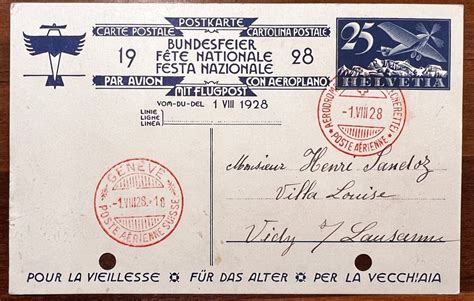 POSTKARTE
CARTE POSTALE CARTOLINA POSTALE
BUNDESFEIER
19 FÊTE NATIONALE 28
FESTA NAZIONALE
PAR AVION CON AEROPLANO
MIT FLUGPOST
VOM-DU-DEL 1 VIII 1928
LINIE
LIGNE
LINEA
25
HELVETIA
-1.VIII 28
POSTE AÉRIENNE
GENÈVE
-1.VIII 28.-18
POSTE AÉRIENNE SUISSE
Monsieur Henri Sandoz
Villa Louise
Vidy s/ Lausanne
POUR LA VIEILLESSE FÜR DAS ALTER PER LA VECCHIAIA